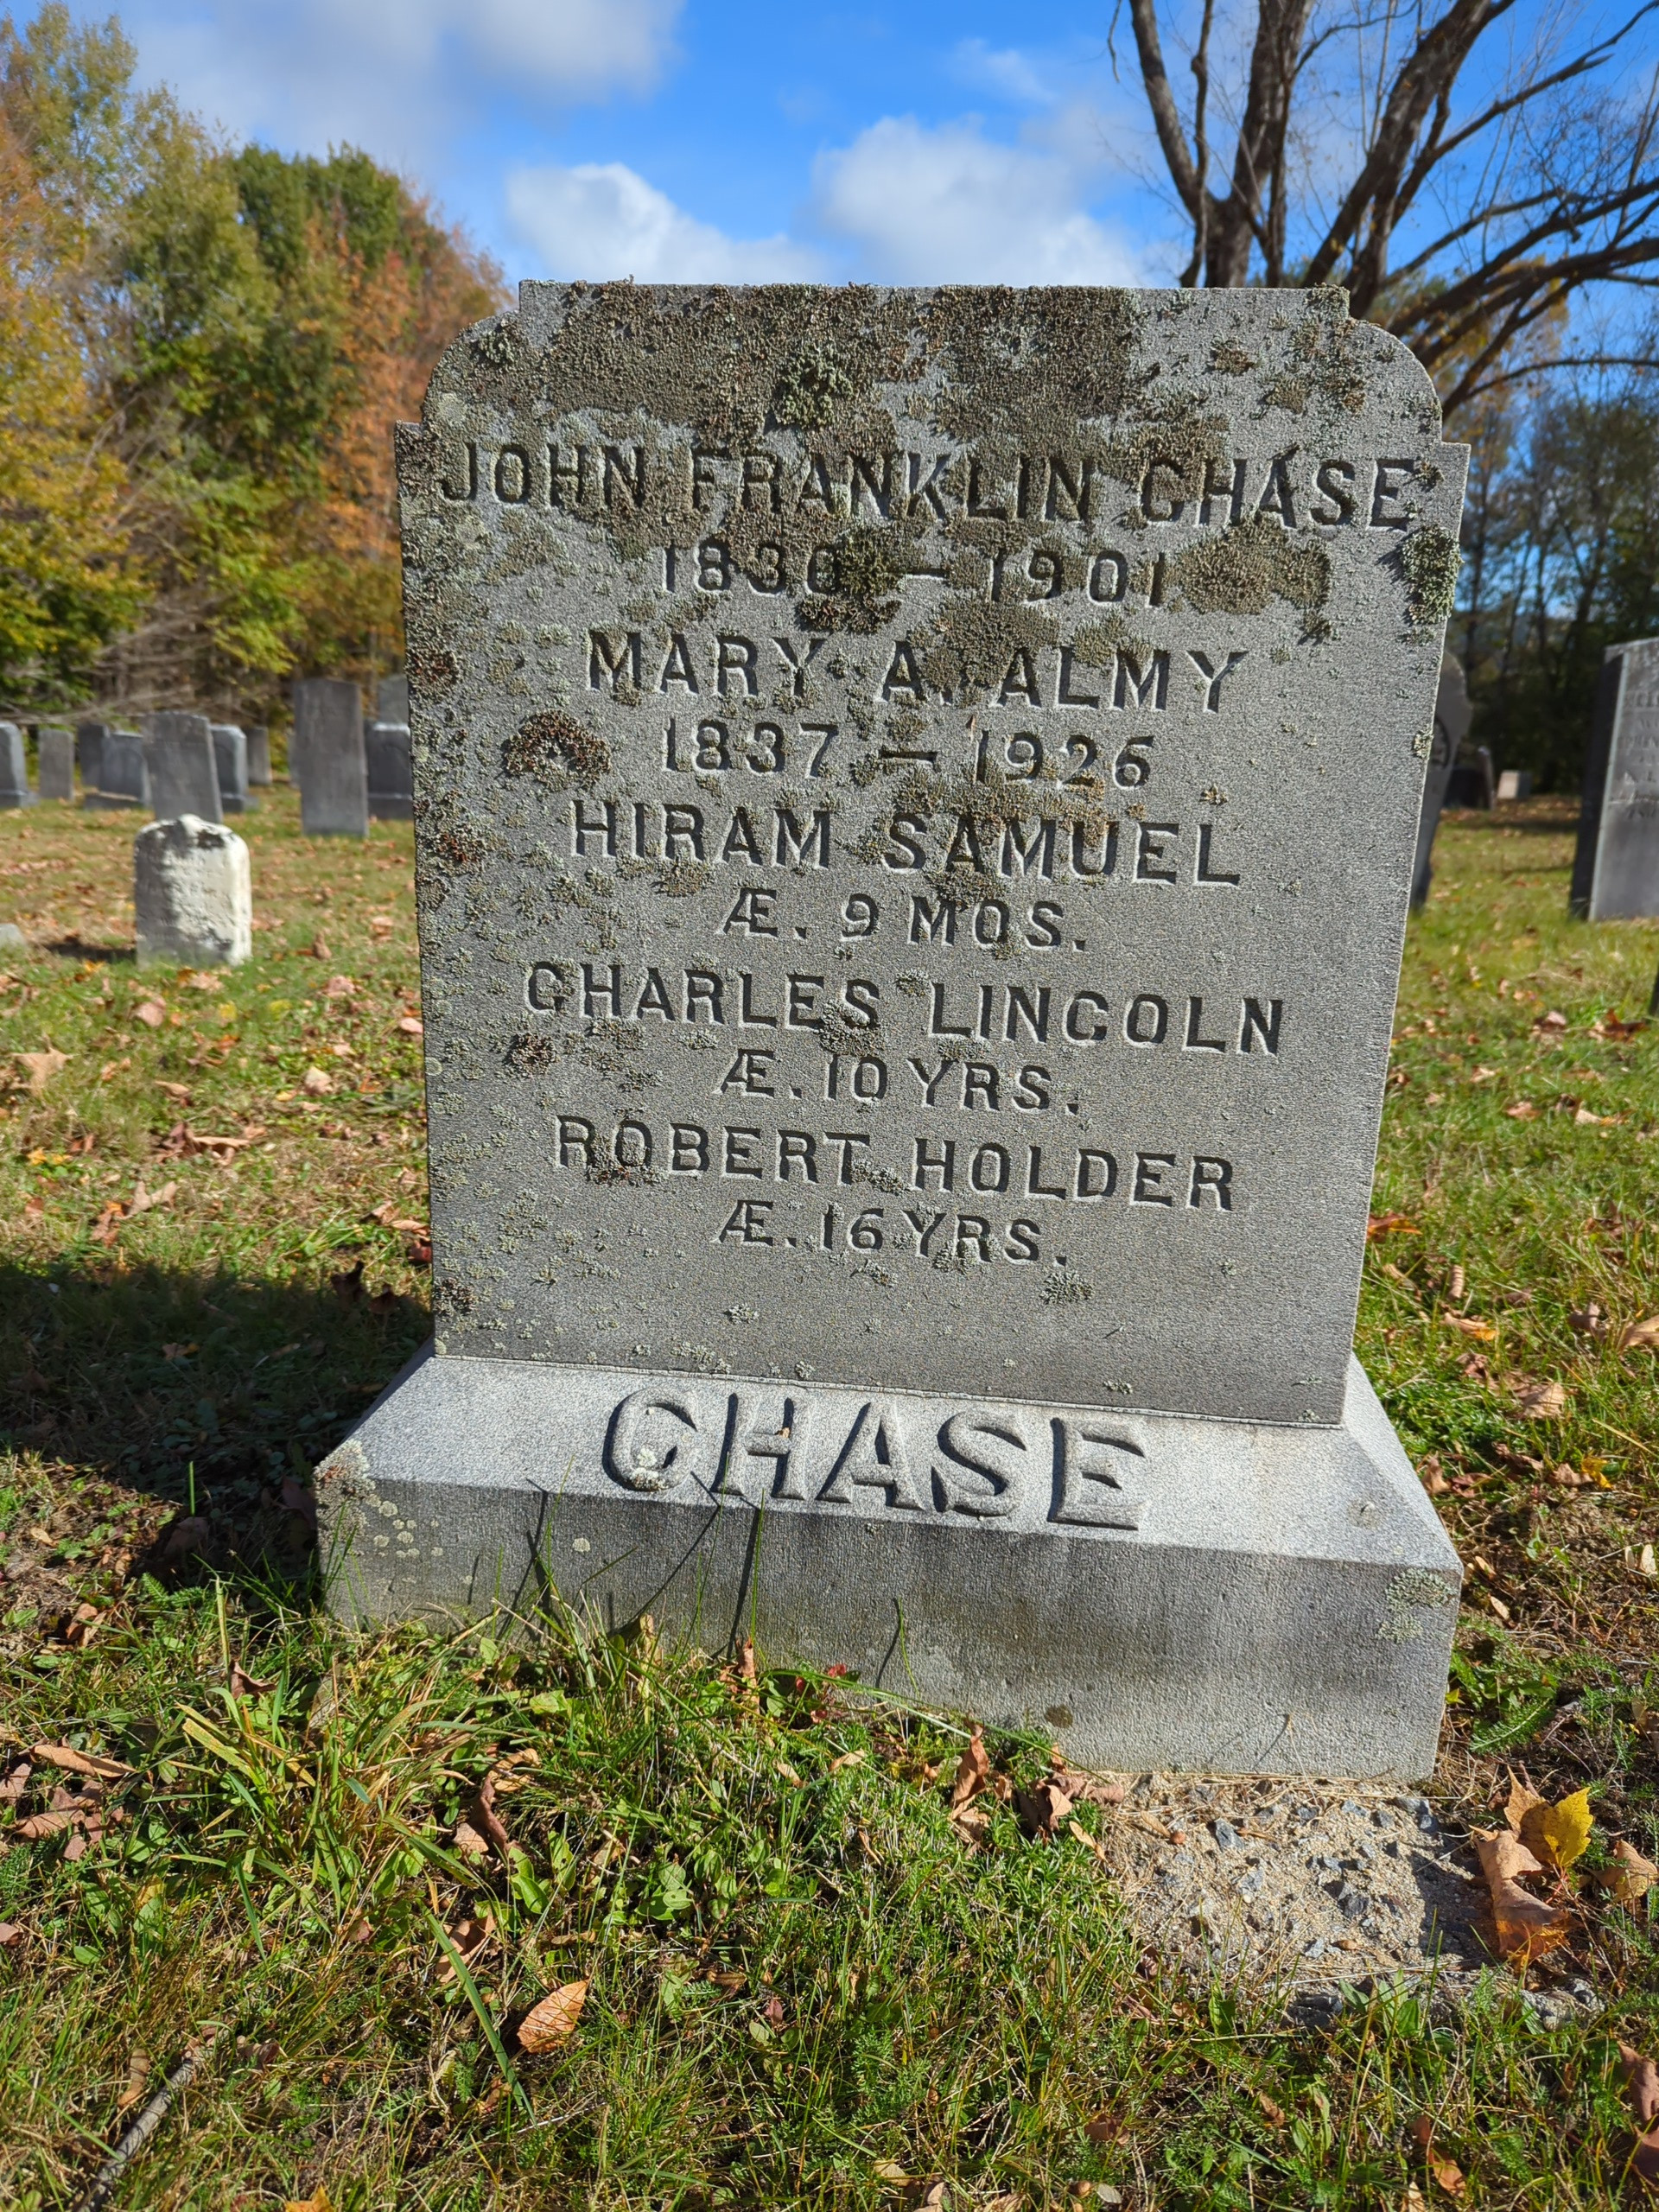 JOHN FRANKLIN CHASE
1830 — 1901
MARY A. ALMY
1837 — 1926
HIRAM SAMUEL
Æ. 9 MOS.
CHARLES LINCOLN
Æ. 10 YRS.
ROBERT HOLDER
Æ. 16 YRS.
CHASE